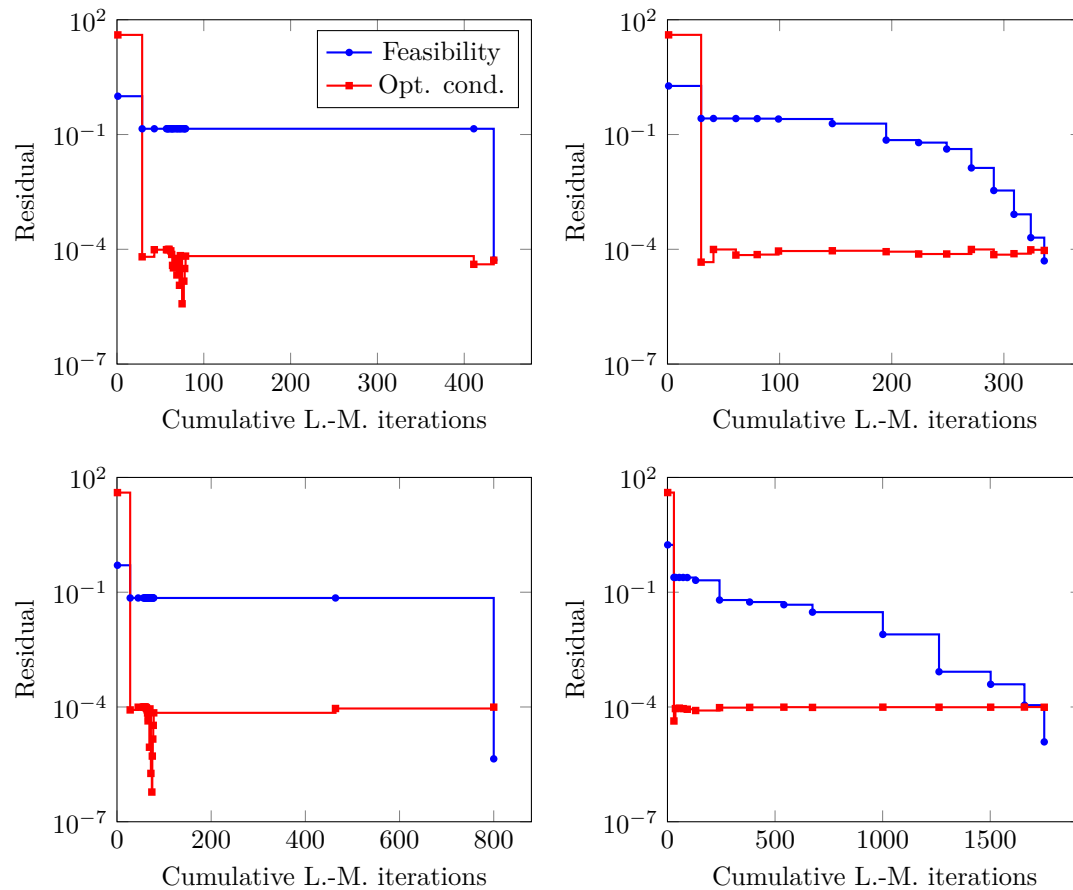 10^2
10^−1
10^−4
10^−7
Residual
0 100 200 300 400
Cumulative L.-M. iterations
Feasibility
Opt. cond.
10^2
10^−1
10^−4
10^−7
Residual
0 100 200 300
Cumulative L.-M. iterations
10^2
10^−1
10^−4
10^−7
Residual
0 200 400 600 800
Cumulative L.-M. iterations
10^2
10^−1
10^−4
10^−7
Residual
0 500 1000 1500
Cumulative L.-M. iterations